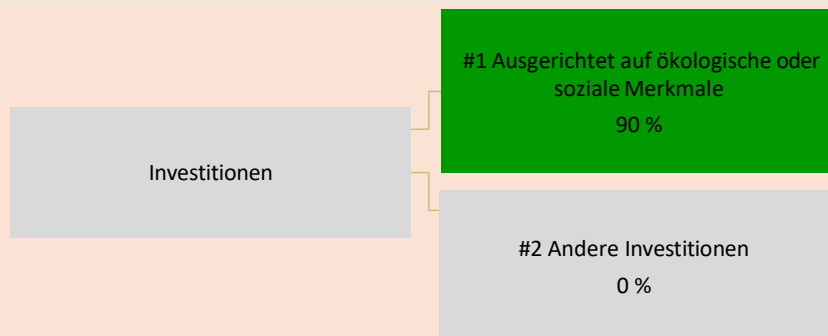 Investitionen
#1 Ausgerichtet auf ökologische oder
soziale Merkmale
90 %
#2 Andere Investitionen
0 %